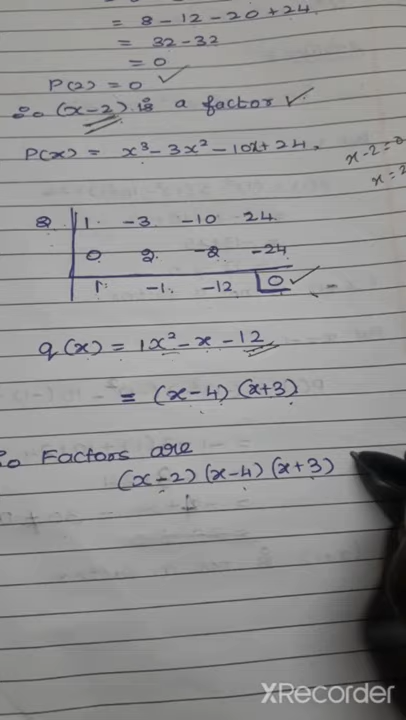 = 8 - 12 - 20 + 24
= 32 - 32
= 0
P(2) = 0 ✓
∴ (x-2) is a factor ✓
P(x) = x³ - 3x² - 10x + 24.
x - 2 = 0
x = 2
2 | 1. -3. -10 24.
0 2 -2 -24
1. -1. -12 0 ✓
q(x) = 1x² - x - 12
= (x-4) (x+3)
∴ Factors are
(x-2) (x-4) (x+3)
XRecorder